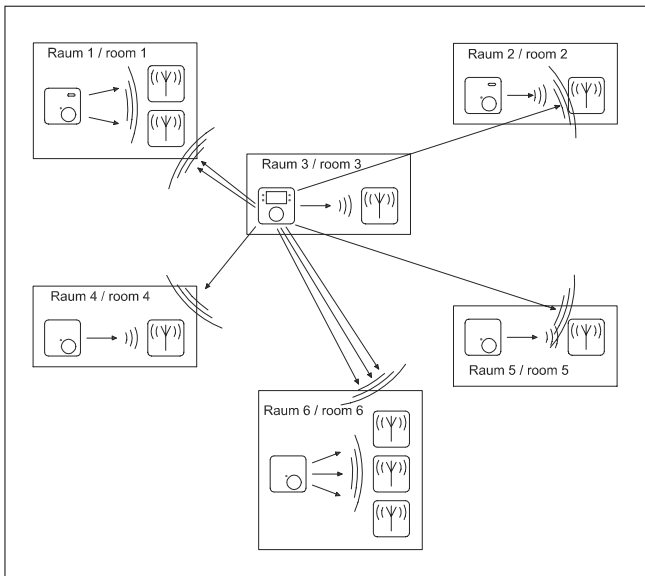 Raum 1 / room 1
Raum 2 / room 2
Raum 3 / room 3
Raum 4 / room 4
Raum 5 / room 5
Raum 6 / room 6